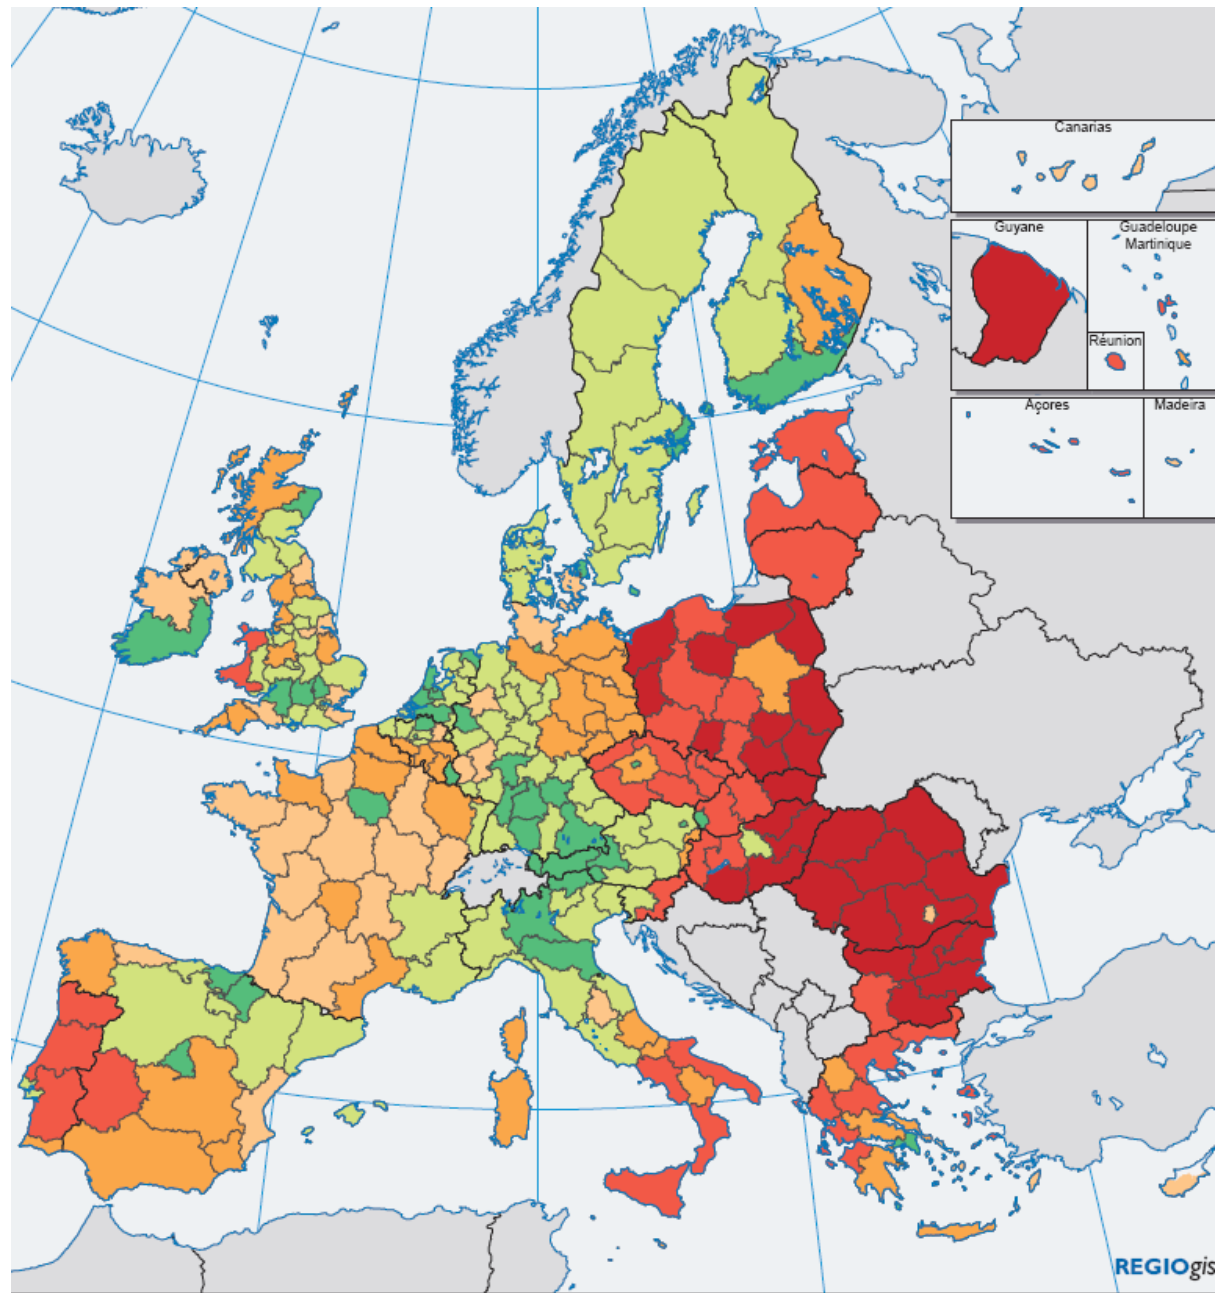 Canarias
Guyane
Guadeloupe
Martinique
Réunion
Açores
Madeira
REGIOgis